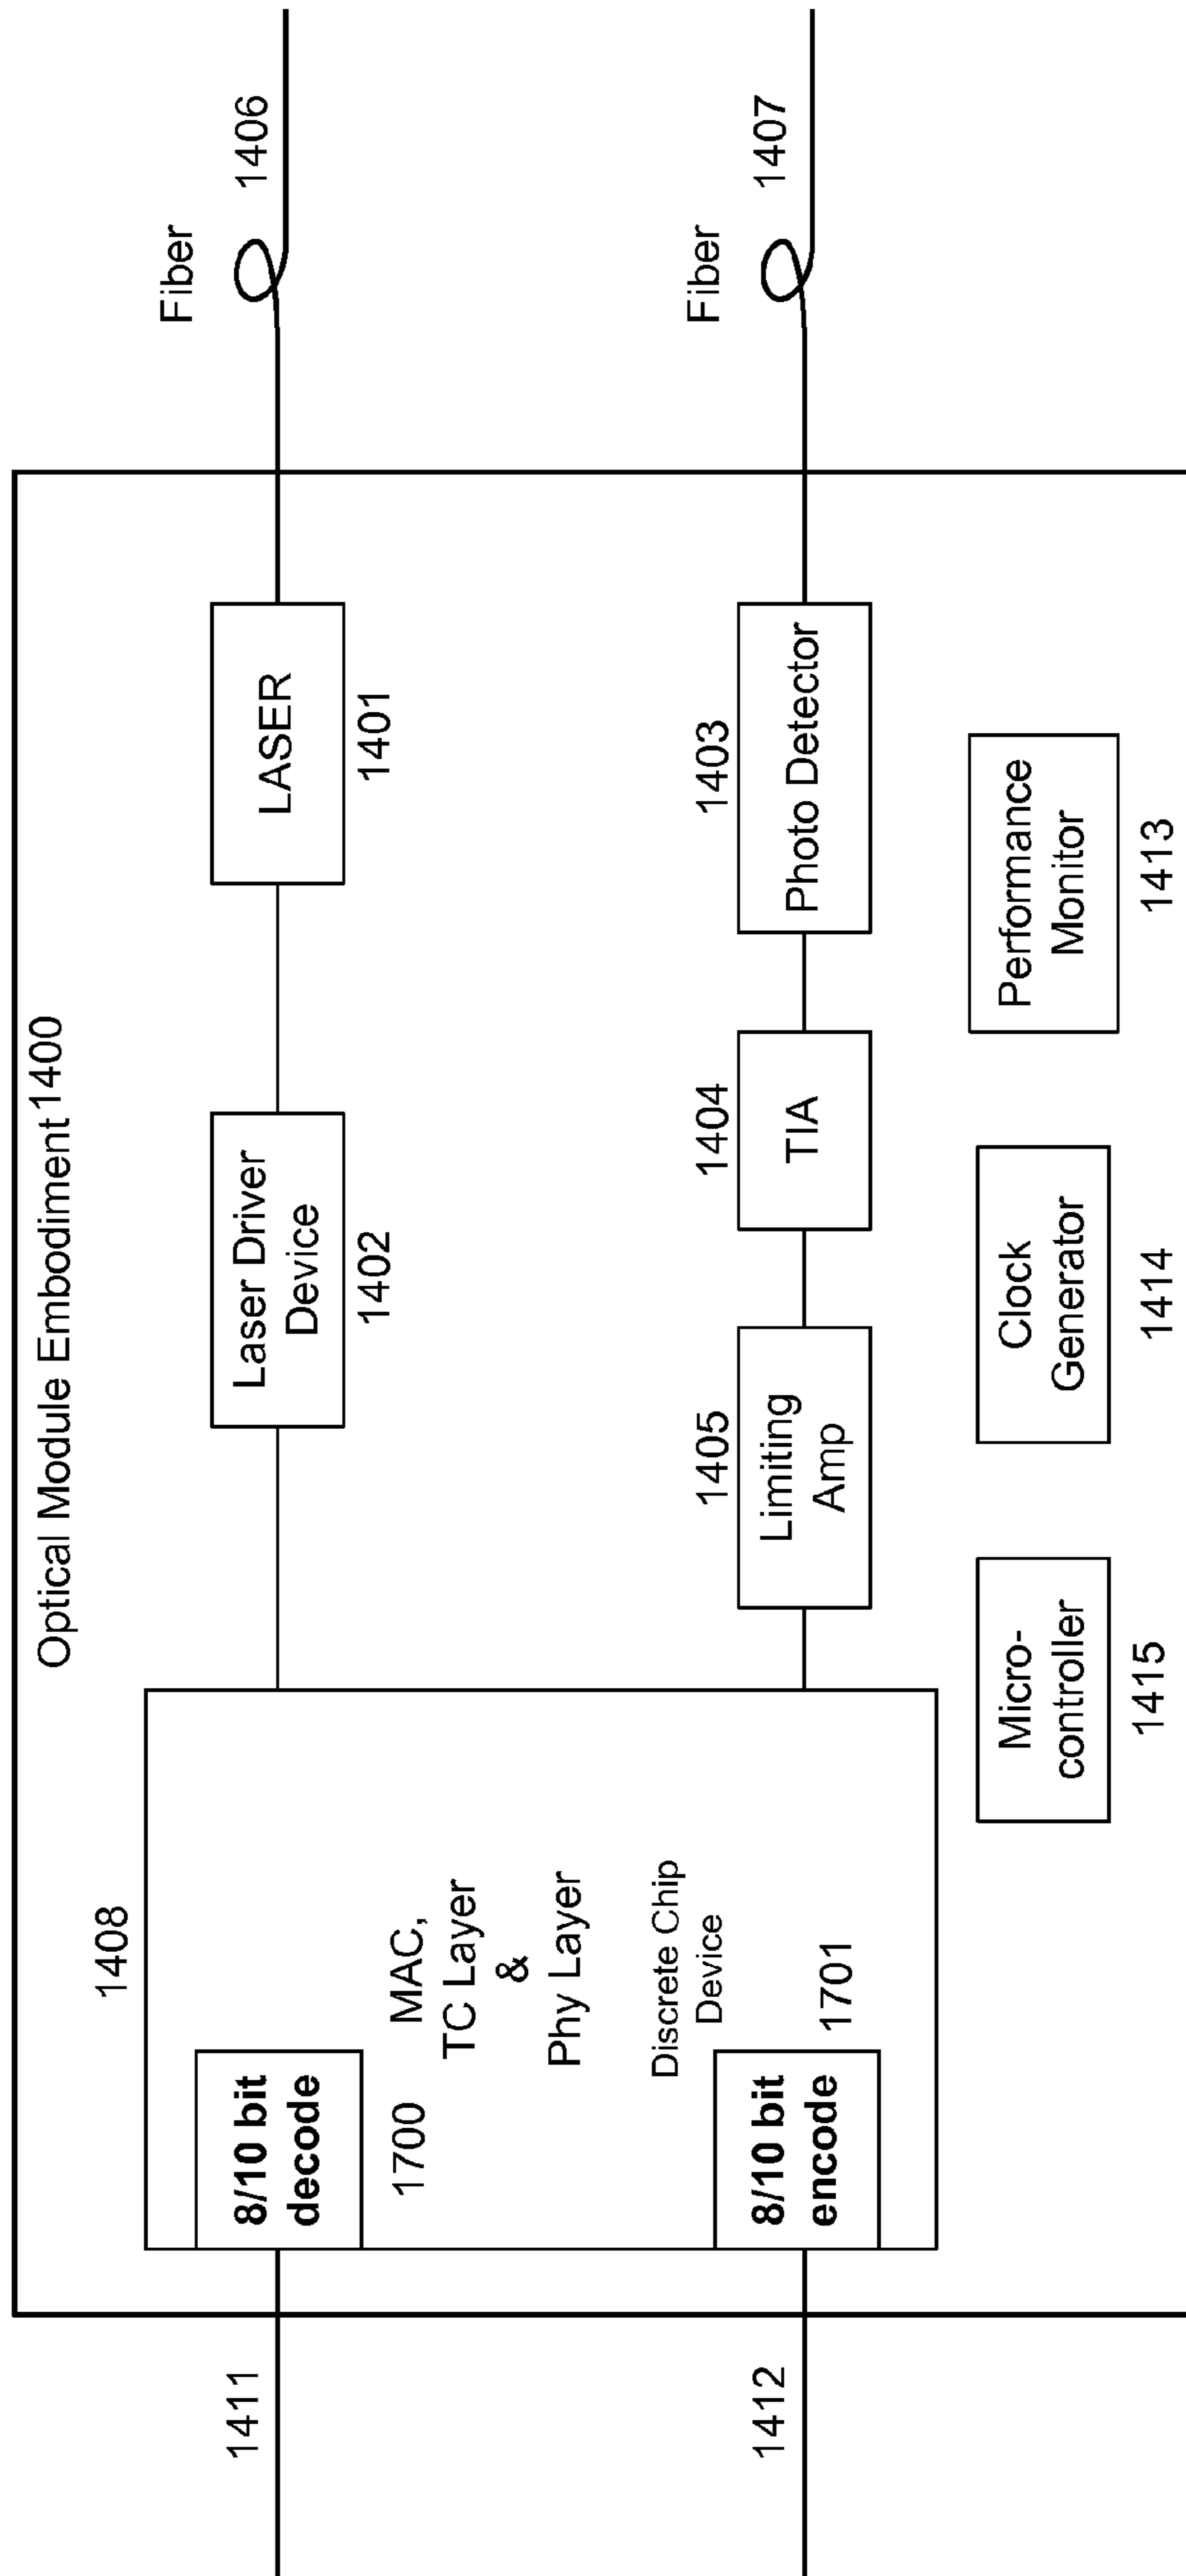 Optical Module Embodiment 1400
Fiber
1406
1408
1411
8/10 bit
decode
1700
MAC,
TC Layer
&
Phy Layer
Discrete Chip
Device
Laser Driver
Device
1402
LASER
1401
Fiber
1407
1412
8/10 bit
encode
1701
1405
Limiting
Amp
1404
TIA
1403
Photo Detector
Micro-
controller
1415
Clock
Generator
1414
Performance
Monitor
1413